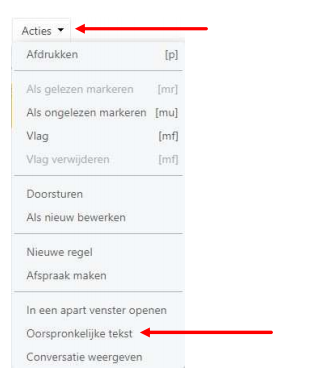 Acties
Afdrukken [p]
Als gelezen markeren [mr]
Als ongelezen markeren [mu]
Vlag [mf]
Vlag verwijderen [mf]
Doorsturen
Als nieuw bewerken
Nieuwe regel
Afspraak maken
In een apart venster openen
Oorspronkelijke tekst
Conversatie weergeven